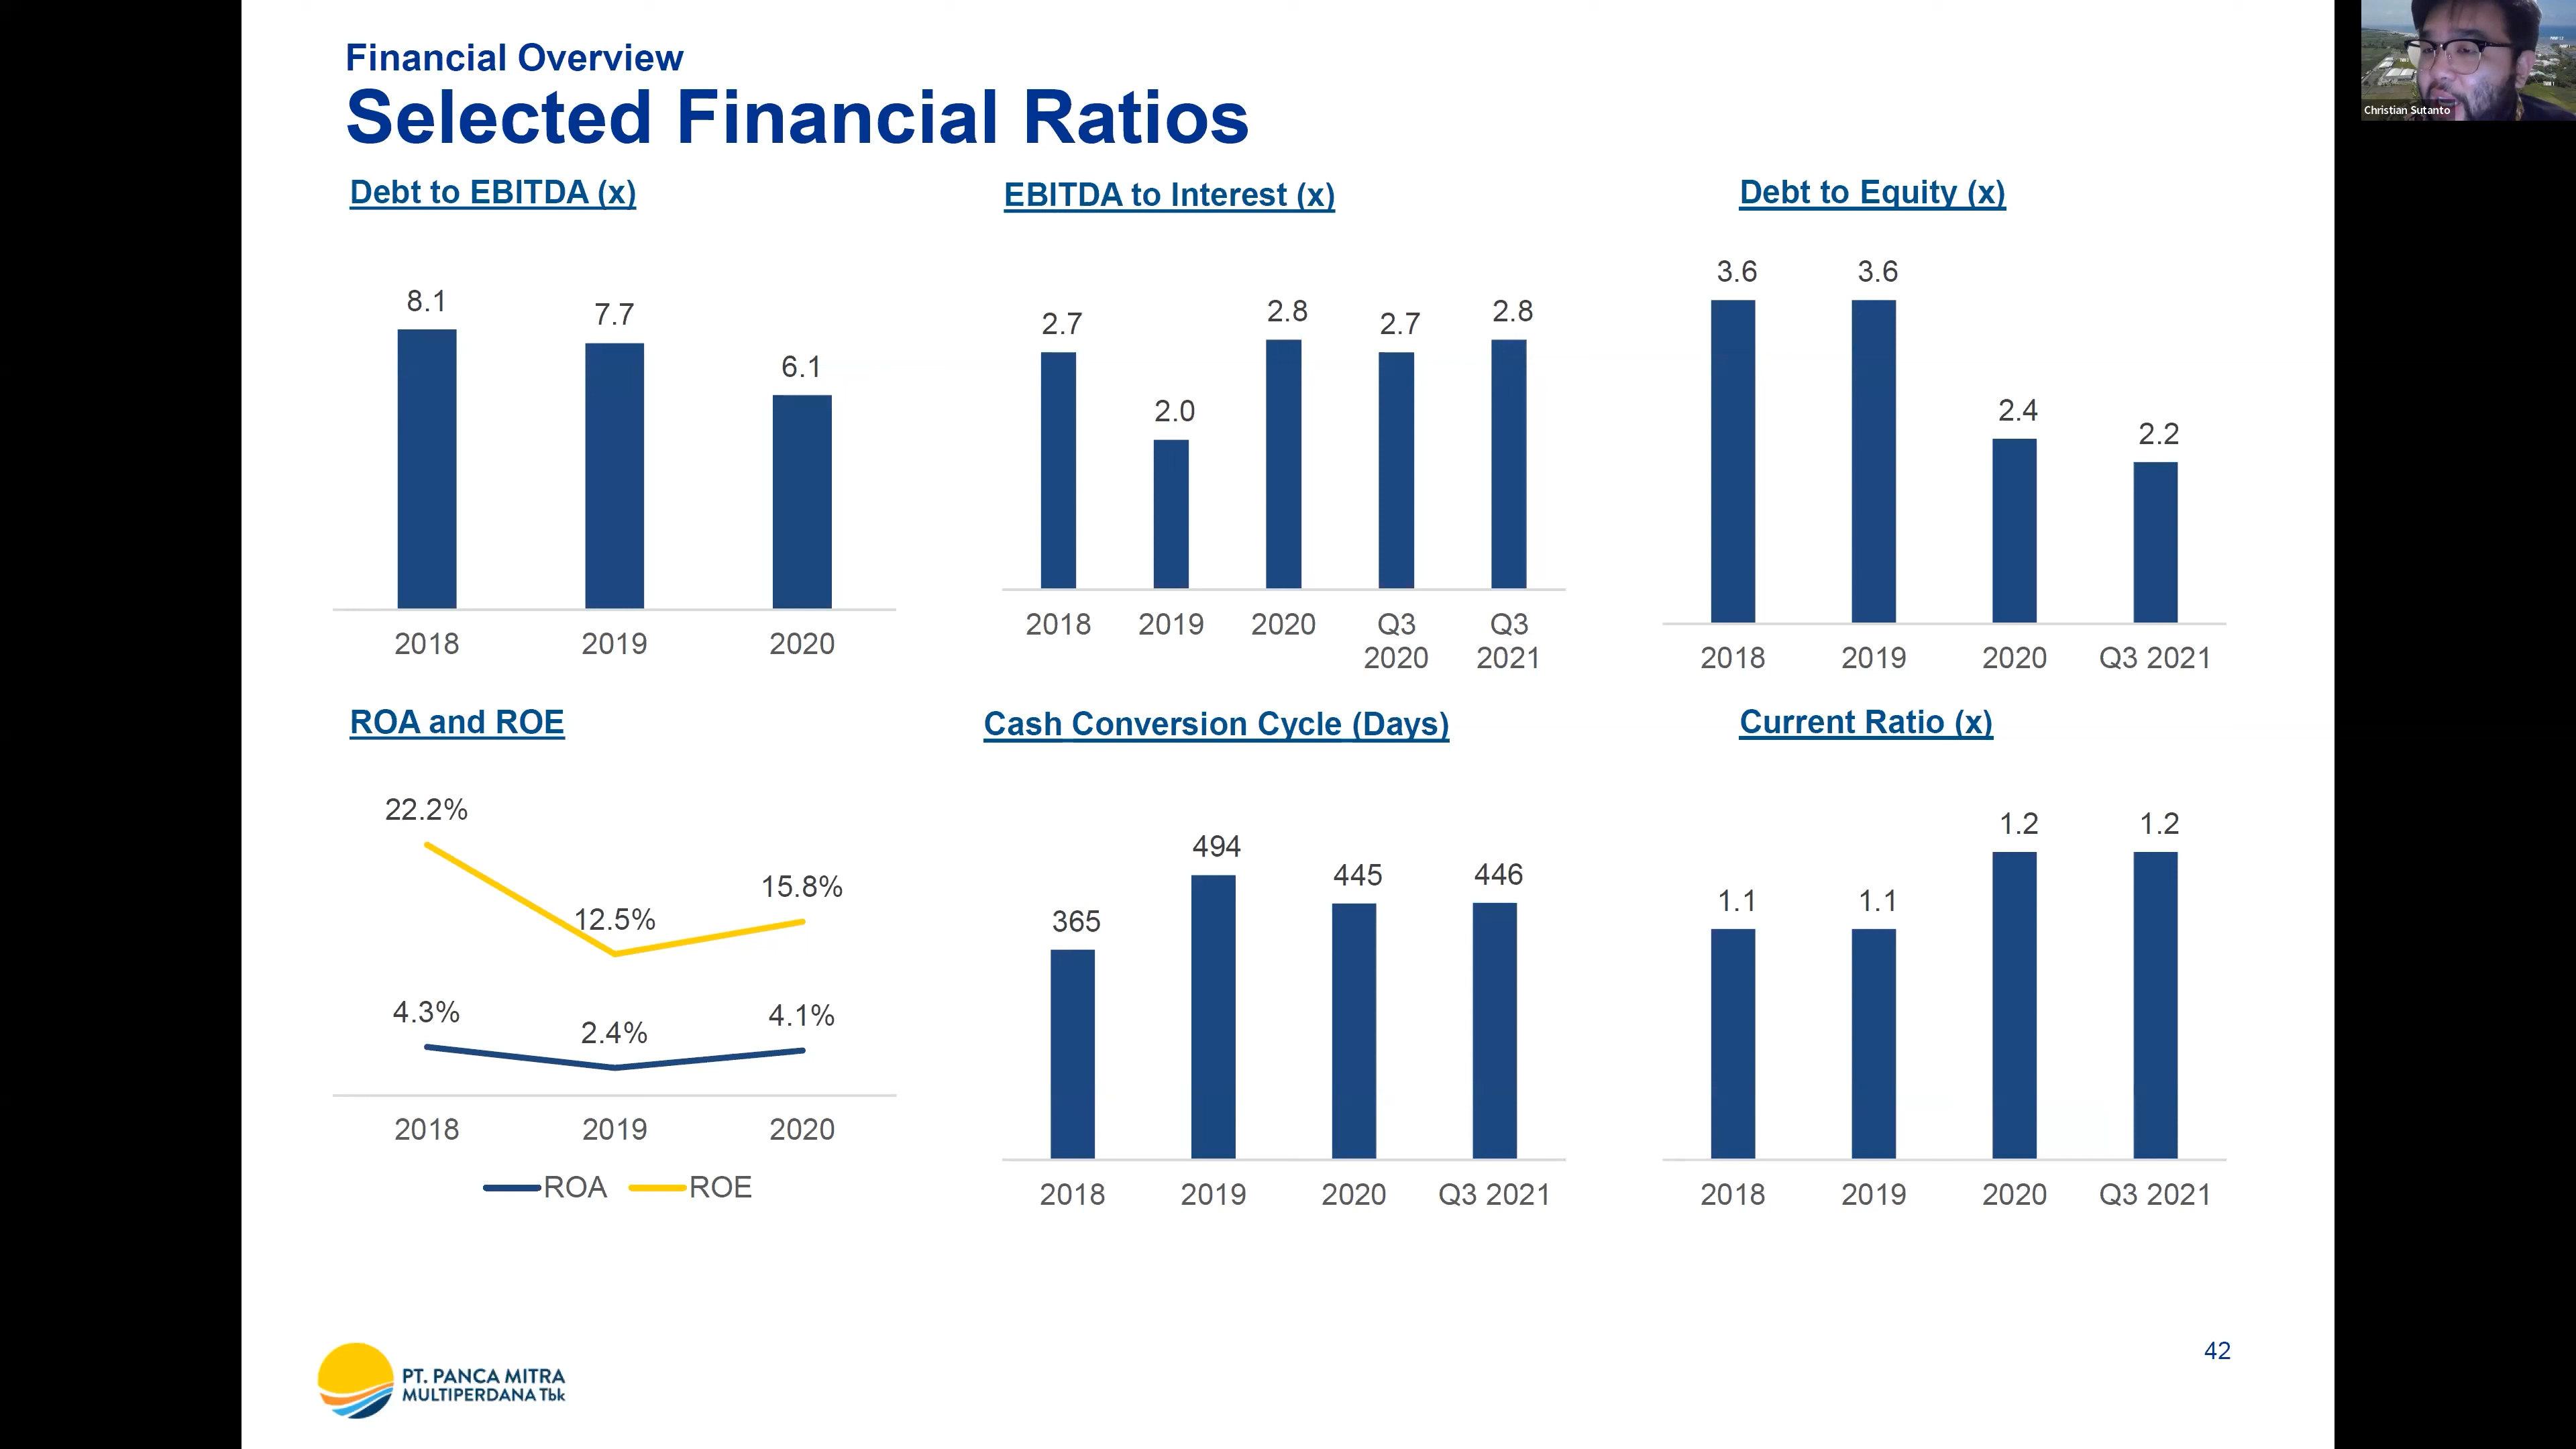 Financial Overview
Selected Financial Ratios
Christian Sutanto
Debt to EBITDA (x)
8.1
7.7
6.1
2018 2019 2020
EBITDA to Interest (x)
2.7
2.0
2.8
2.7
2.8
2018 2019 2020 Q3 Q3
2020 2021
Debt to Equity (x)
3.6
3.6
2.4
2.2
2018 2019 2020 Q3 2021
ROA and ROE
22.2%
12.5%
15.8%
4.3%
2.4%
4.1%
2018 2019 2020
ROA ROE
Cash Conversion Cycle (Days)
365
494
445
446
2018 2019 2020 Q3 2021
Current Ratio (x)
1.1
1.1
1.2
1.2
2018 2019 2020 Q3 2021
PT. PANCA MITRA
MULTIPERDANA Tbk
42